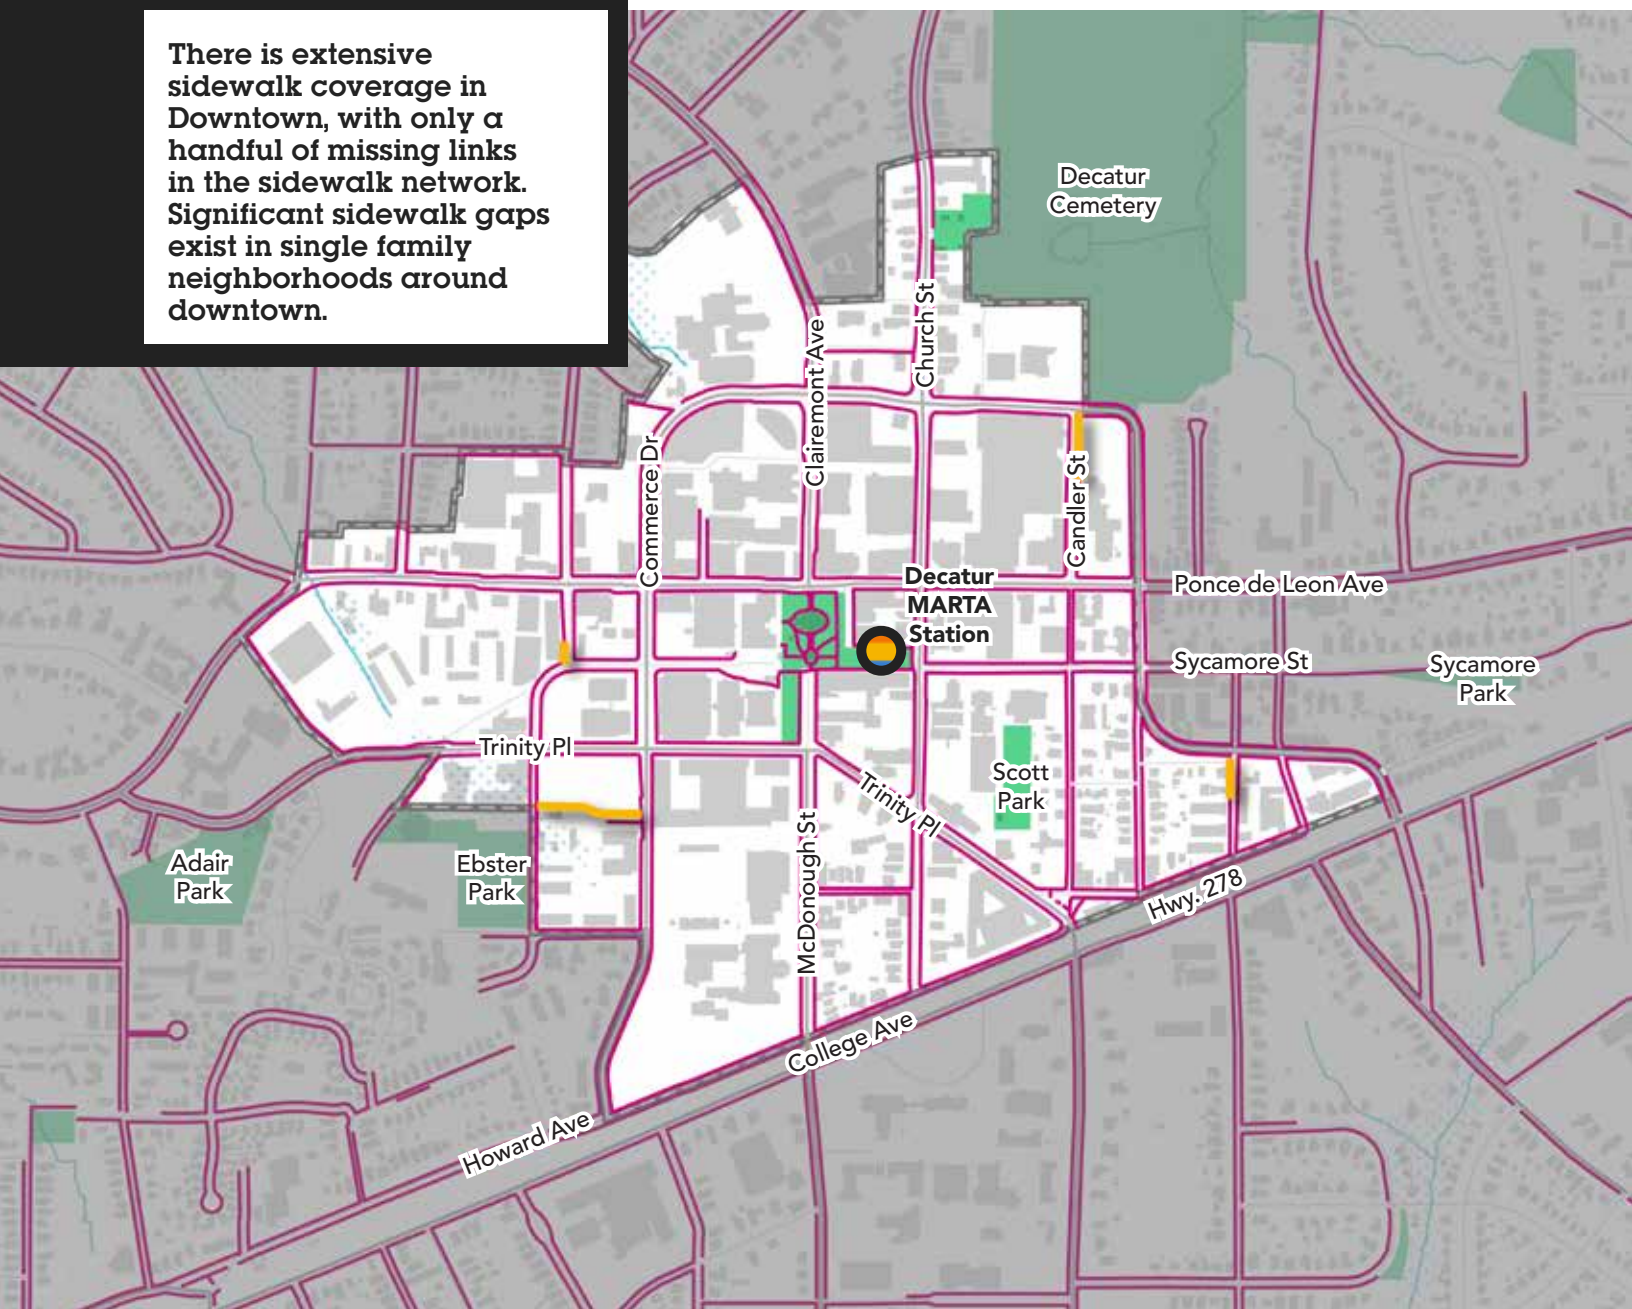 There is extensive
sidewalk coverage in
Downtown, with only a
handful of missing links
in the sidewalk network.
Significant sidewalk gaps
exist in single family
neighborhoods around
downtown.
Decatur
Cemetery
Church St
Clairemont Ave
Commerce Dr
Candler St
Decatur
MARTA
Station
Ponce de Leon Ave
Sycamore St
Sycamore
Park
Trinity Pl
Scott
Park
Trinity Pl
Adair
Park
Ebster
Park
McDonough St
Hwy. 278
College Ave
Howard Ave